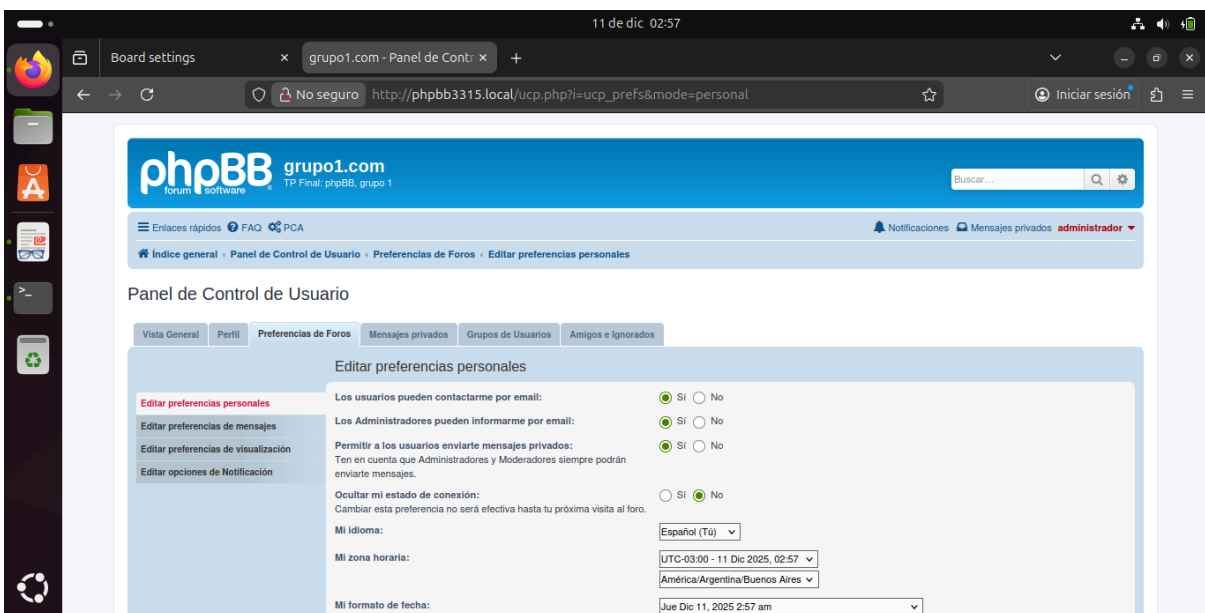 11 de dic 02:57
Board settings
grupo1.com - Panel de Contr
No seguro http://phpbb3315.local/ucp.php?i=ucp_prefs&mode=personal
Iniciar sesión
phpBB
forum software
grupo1.com
TP Final: phpBB, grupo 1
Buscar...
Enlaces rápidos FAQ PCA
Notificaciones Mensajes privados administrador
Índice general ‹ Panel de Control de Usuario ‹ Preferencias de Foros ‹ Editar preferencias personales
Panel de Control de Usuario
Vista General Perfil Preferencias de Foros Mensajes privados Grupos de Usuarios Amigos e Ignorados
Editar preferencias personales
Editar preferencias de mensajes
Editar preferencias de visualización
Editar opciones de Notificación
Editar preferencias personales
Los usuarios pueden contactarme por email: Sí No
Los Administradores pueden informarme por email: Sí No
Permitir a los usuarios enviarte mensajes privados: Sí No
Ten en cuenta que Administradores y Moderadores siempre podrán
enviarte mensajes.
Ocultar mi estado de conexión: Sí No
Cambiar esta preferencia no será efectiva hasta tu próxima visita al foro.
Mi idioma: Español (Tú)
Mi zona horaria: UTC-03:00 - 11 Dic 2025, 02:57
América/Argentina/Buenos Aires
Mi formato de fecha: Jue Dic 11, 2025 2:57 am